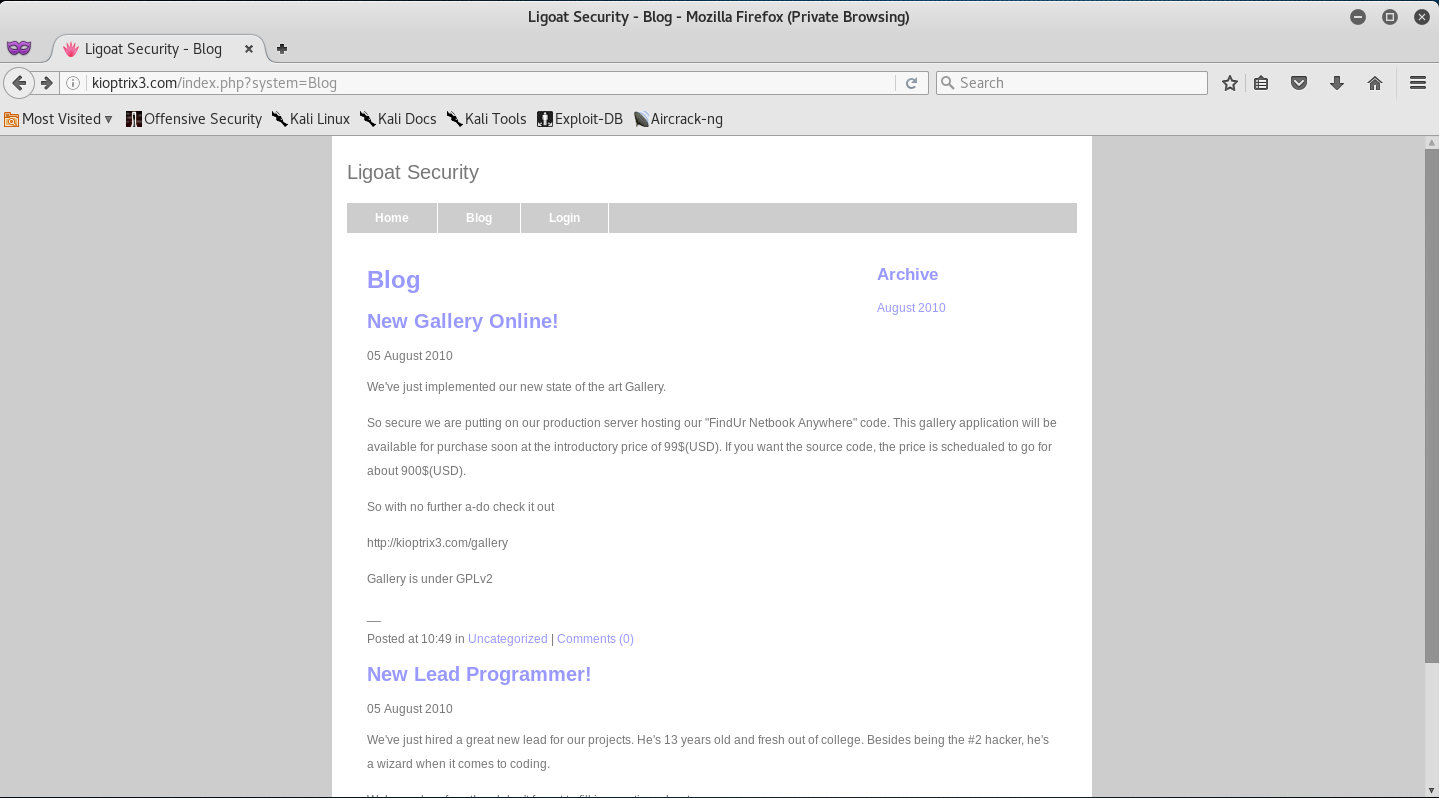 Ligoat Security - Blog - Mozilla Firefox (Private Browsing)
Ligoat Security - Blog
kioptrix3.com/index.php?system=Blog
Search
Most Visited
Offensive Security
Kali Linux
Kali Docs
Kali Tools
Exploit-DB
Aircrack-ng
Ligoat Security
Home
Blog
Login
Blog
Archive
August 2010
New Gallery Online!
05 August 2010
We've just implemented our new state of the art Gallery.
So secure we are putting on our production server hosting our "FindUr Netbook Anywhere" code. This gallery application will be
available for purchase soon at the introductory price of 99$(USD). If you want the source code, the price is schedualed to go for
about 900$(USD).
So with no further a-do check it out
http://kioptrix3.com/gallery
Gallery is under GPLv2
__
Posted at 10:49 in Uncategorized | Comments (0)
New Lead Programmer!
05 August 2010
We've just hired a great new lead for our projects. He's 13 years old and fresh out of college. Besides being the #2 hacker, he's
a wizard when it comes to coding.